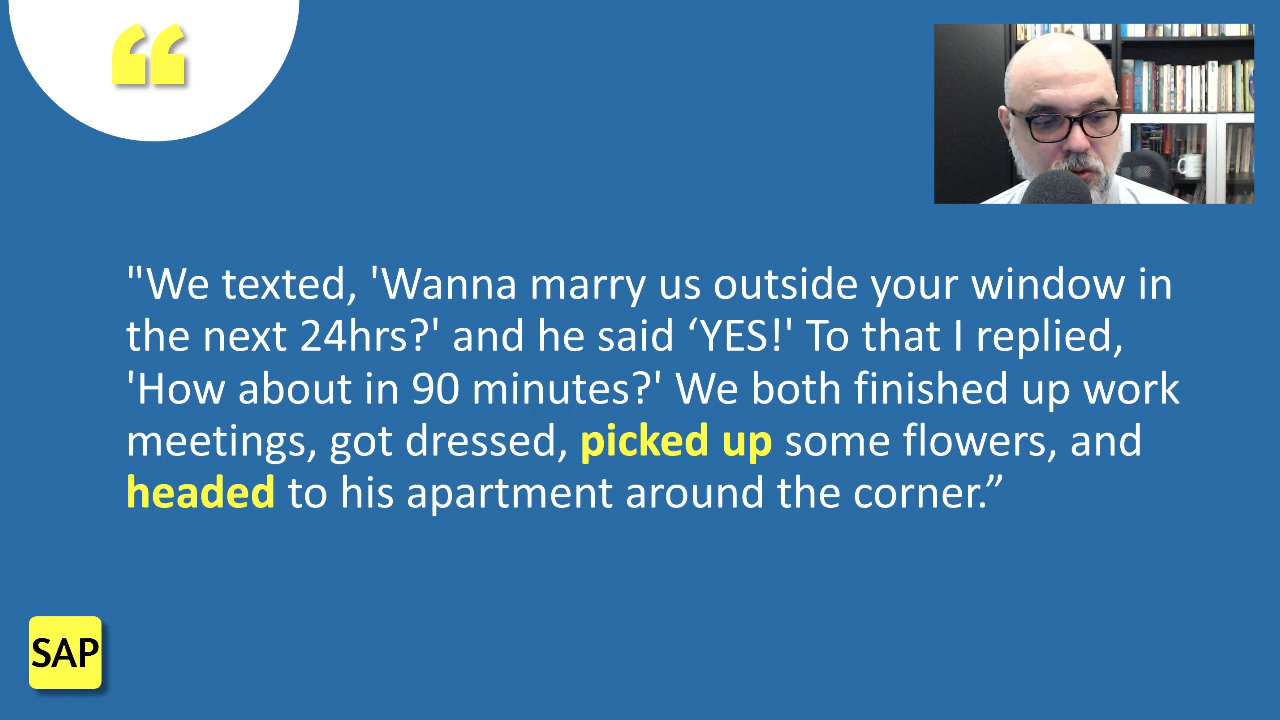 "We texted, 'Wanna marry us outside your window in
the next 24hrs?' and he said ‘YES!' To that I replied,
'How about in 90 minutes?' We both finished up work
meetings, got dressed, picked up some flowers, and
headed to his apartment around the corner.”
SAP